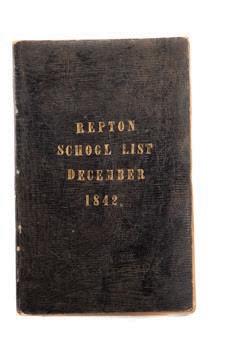 REPTON
SCHOOL LIST
DECEMBER
1842.